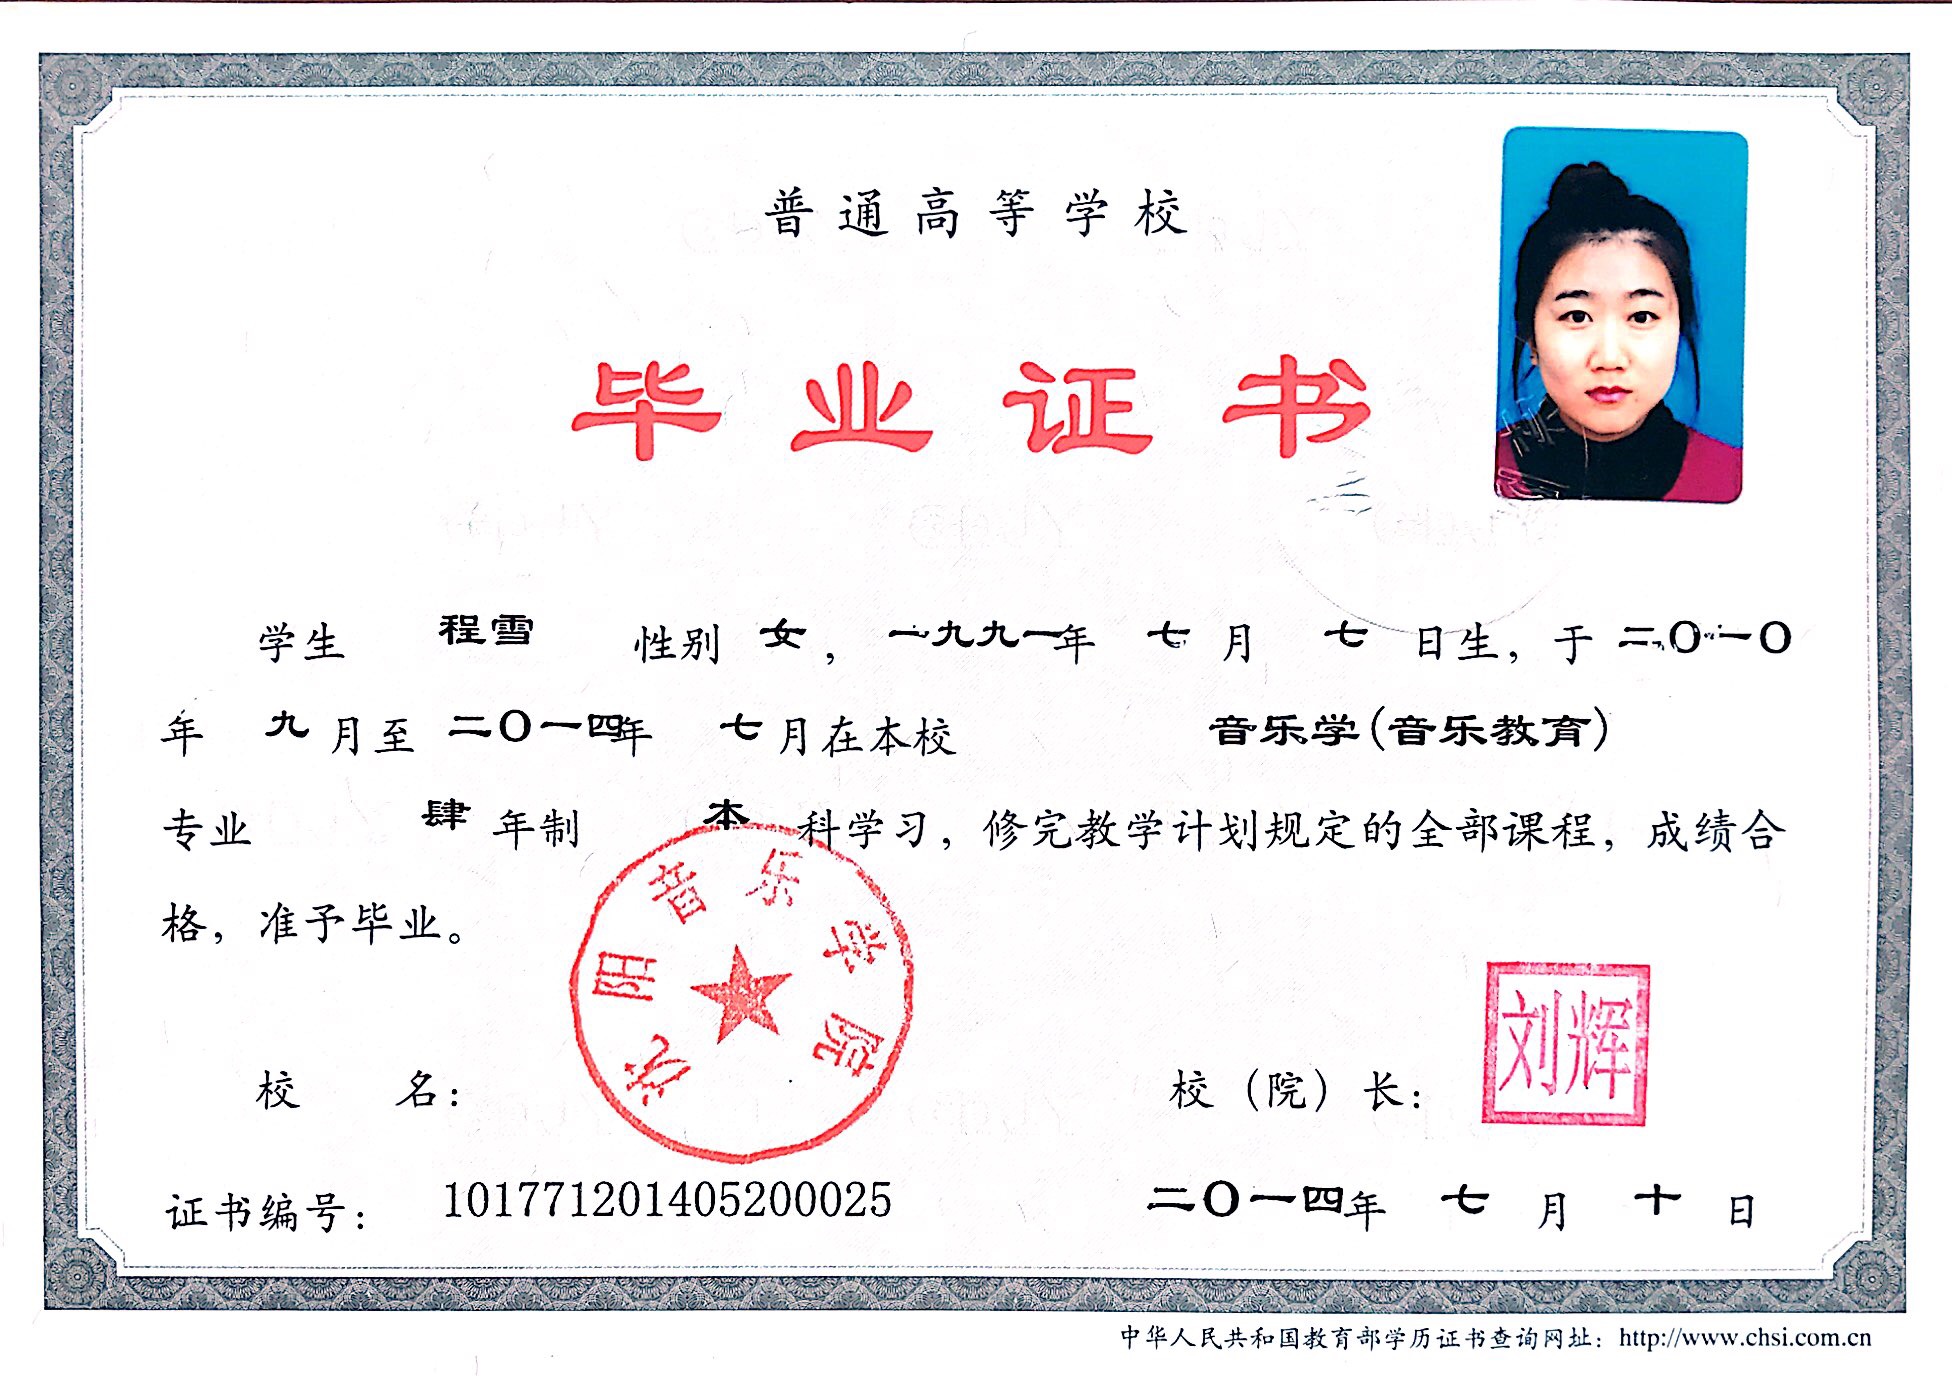 普通高等学校
毕业证书
学生 程雪 性别 女，一九九一年 七 月 七 日生，于 二〇一〇
年 九 月至 二〇一四年 七 月在本校 音乐学(音乐教育)
专业 肆 年制 本 科学习，修完教学计划规定的全部课程，成绩合
格，准予毕业。
沈阳音乐学院
校 名： 校（院）长： 刘辉
证书编号： 101771201405200025 二〇一四年 七 月 十 日
中华人民共和国教育部学历证书查询网址：http://www.chsi.com.cn